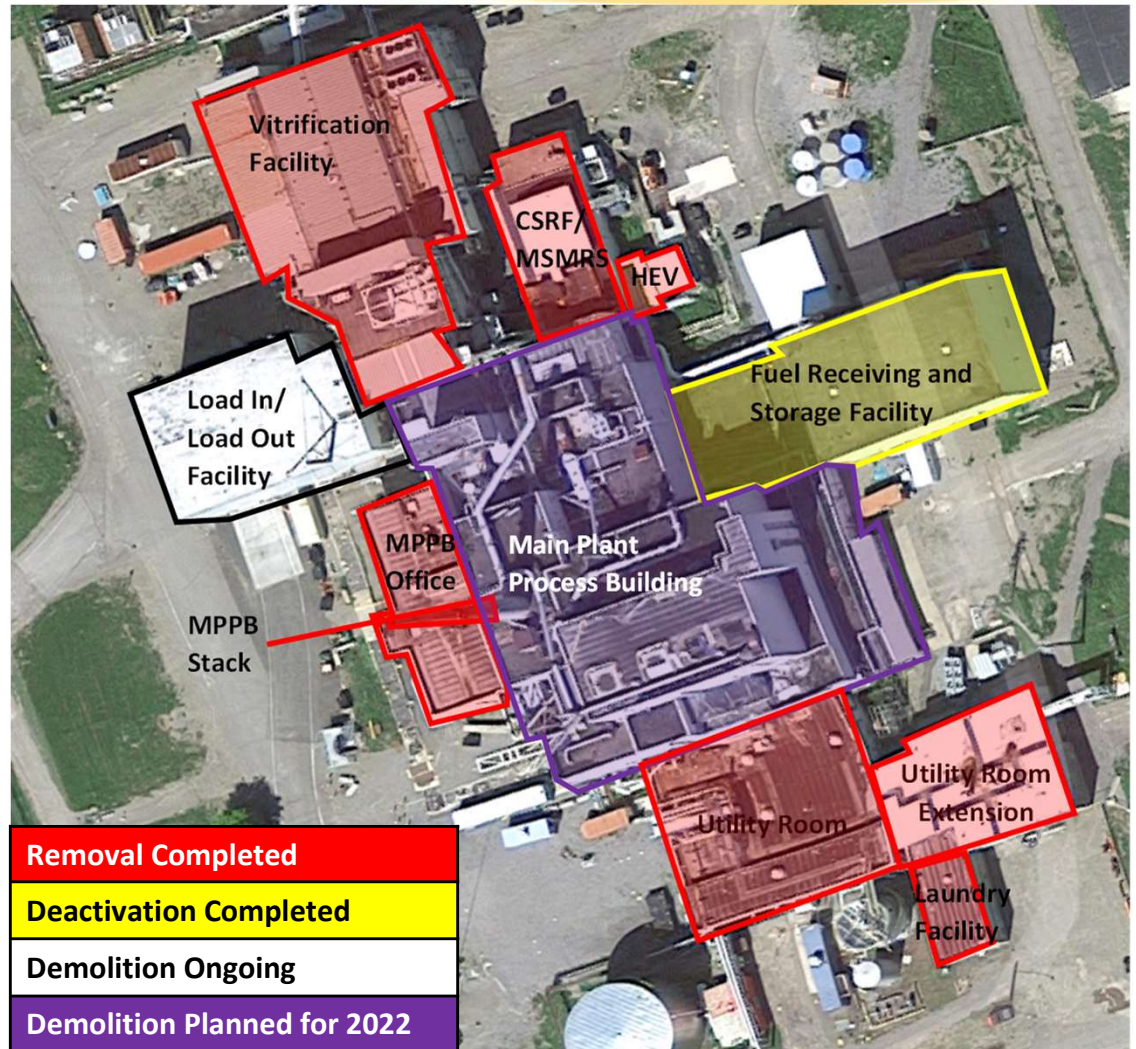 Vitrification
Facility
CSRF/
MSMRS
HEV
Fuel Receiving and
Storage Facility
Load In/
Load Out
Facility
MPPB
Office
Main Plant
Process Building
MPPB
Stack
Utility Room
Extension
Utility Room
Laundry
Facility
Removal Completed
Deactivation Completed
Demolition Ongoing
Demolition Planned for 2022